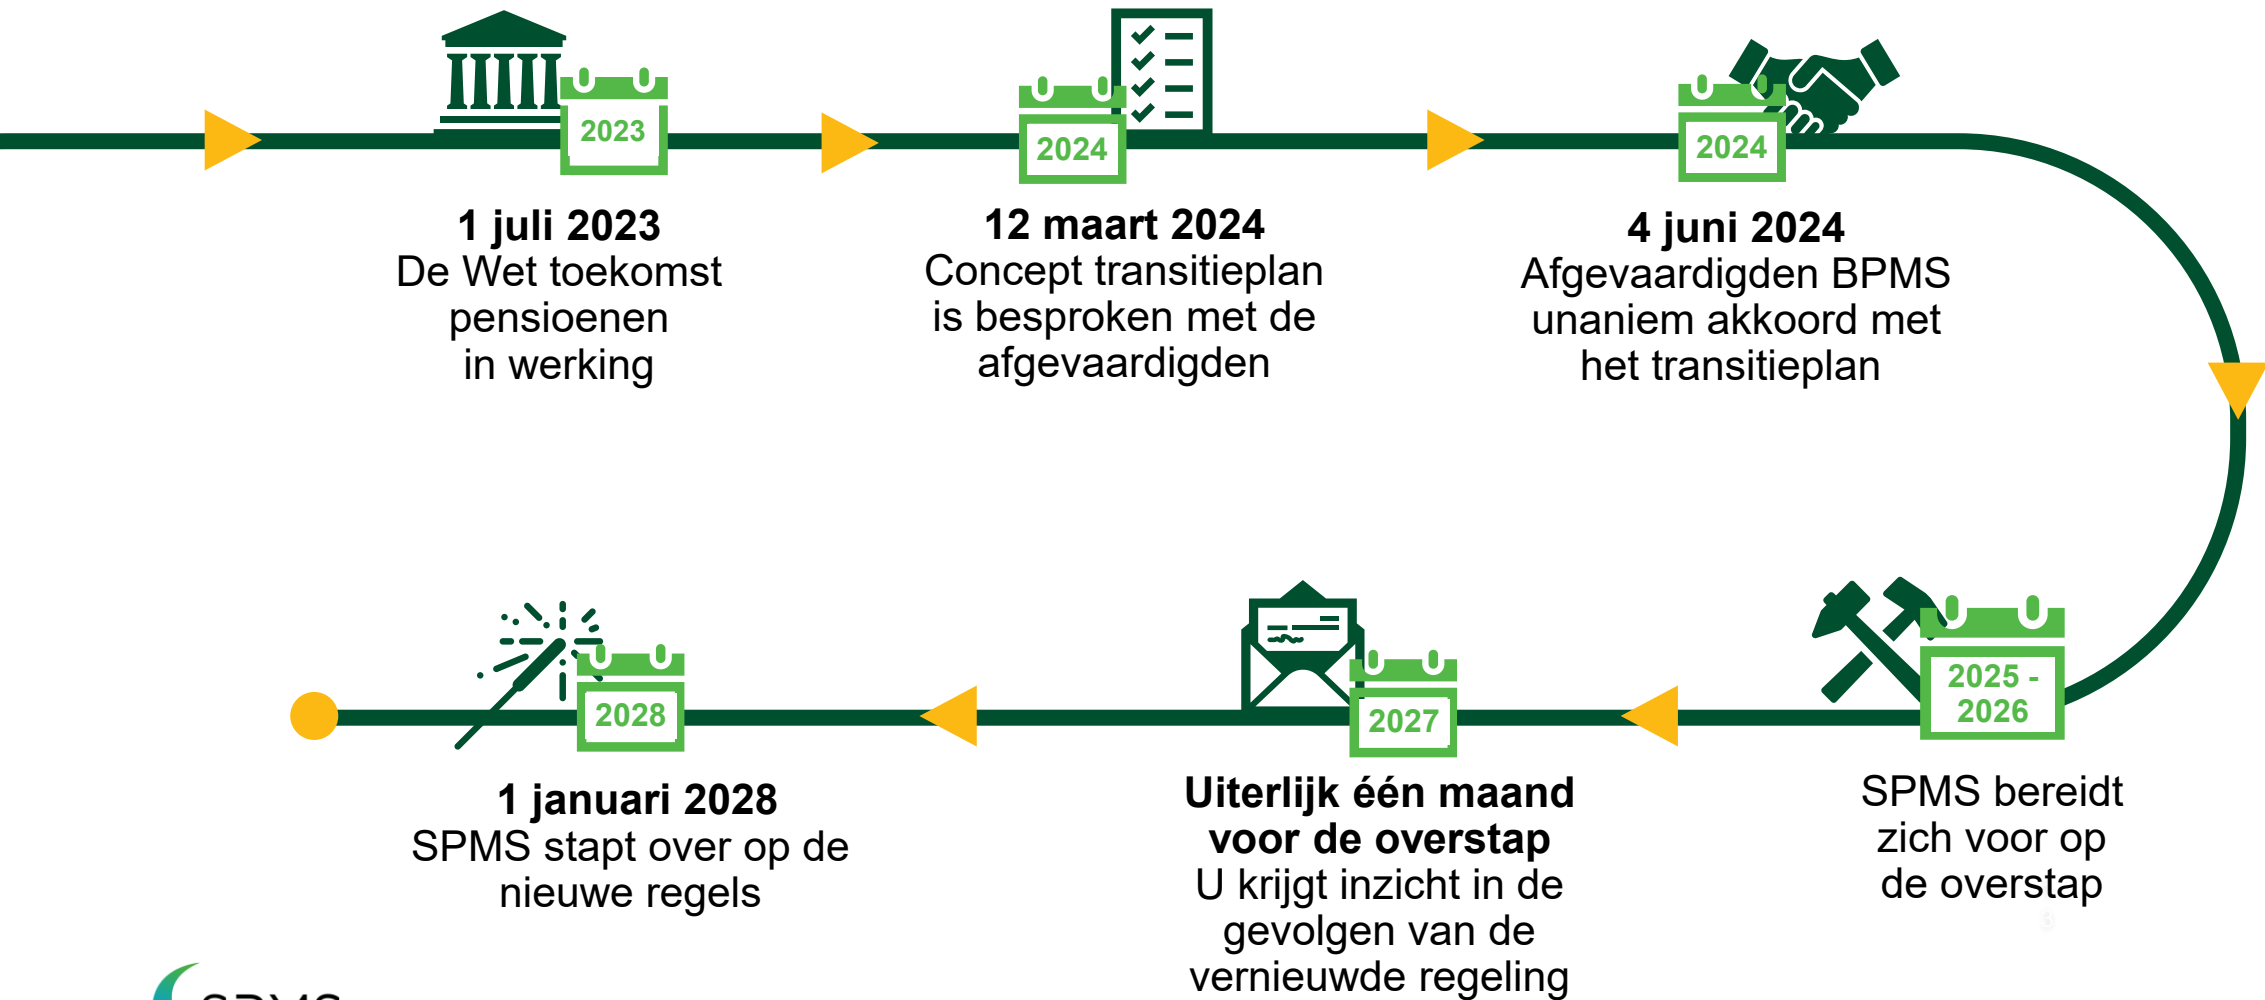 2023
1 juli 2023
De Wet toekomst
pensioenen
in werking
2024
12 maart 2024
Concept transitieplan
is besproken met de
afgevaardigden
2024
4 juni 2024
Afgevaardigden BPMS
unaniem akkoord met
het transitieplan
2025 -
2026
SPMS bereidt
zich voor op
de overstap
2027
Uiterlijk één maand
voor de overstap
U krijgt inzicht in de
gevolgen van de
vernieuwde regeling
2028
1 januari 2028
SPMS stapt over op de
nieuwe regels
SPMS